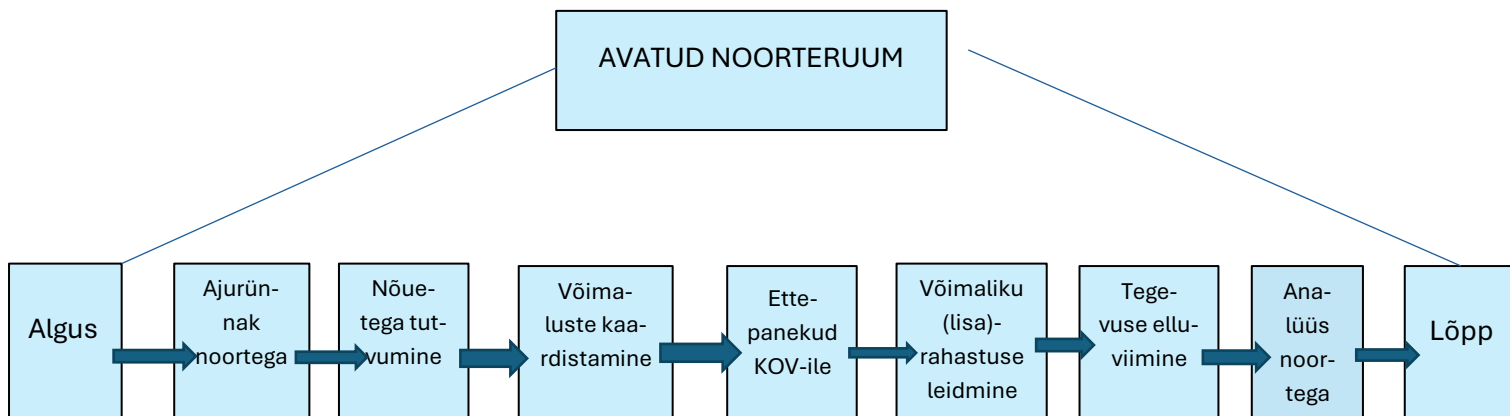 AVATUD NOORTERUUM
Algus
Ajurün-
nak
noortega
Nõue-
tega tut-
vumine
Võima-
luste kaa-
rdistamine
Ette-
panekud
KOV-ile
Võimaliku
(lisa)-
rahastuse
leidmine
Tege-
vuse ellu-
viimine
Ana-
lüüs
noor-
tega
Lõpp